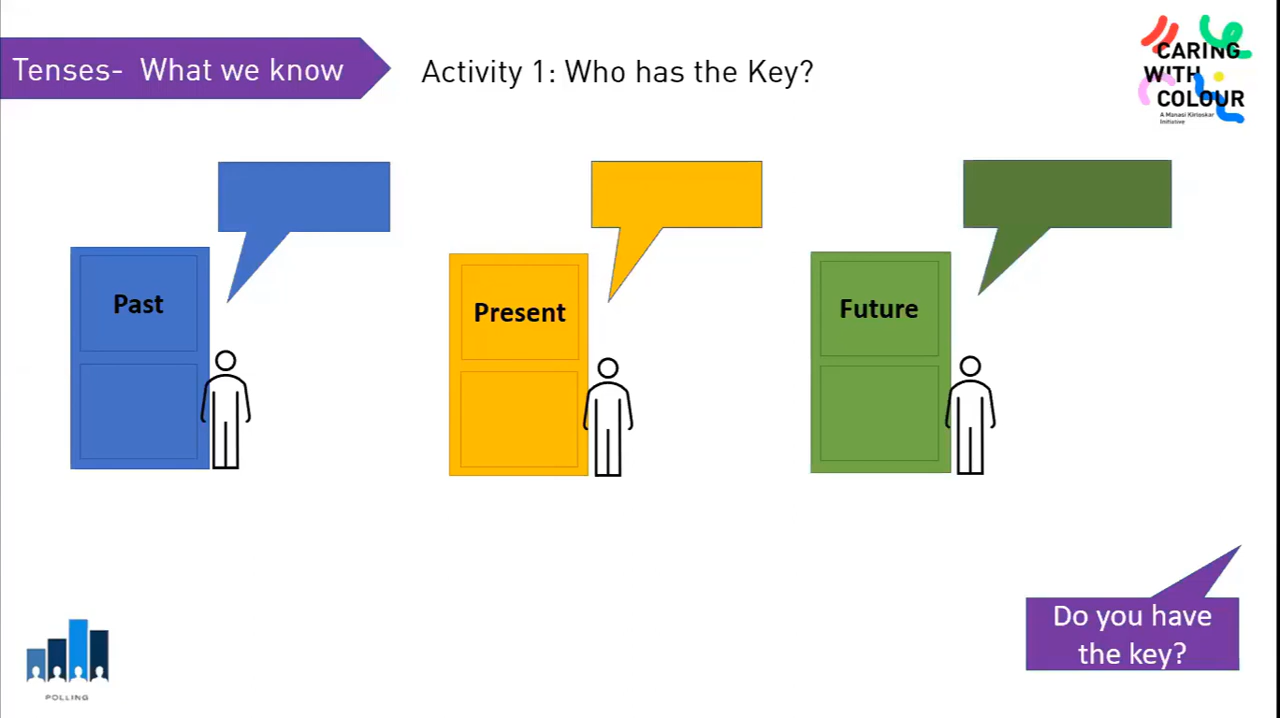 Tenses- What we know
Activity 1: Who has the Key?
CARING
WITH
COLOUR
A Manasi Kirloskar
Initiative
Past
Present
Future
Do you have
the key?
POLLING